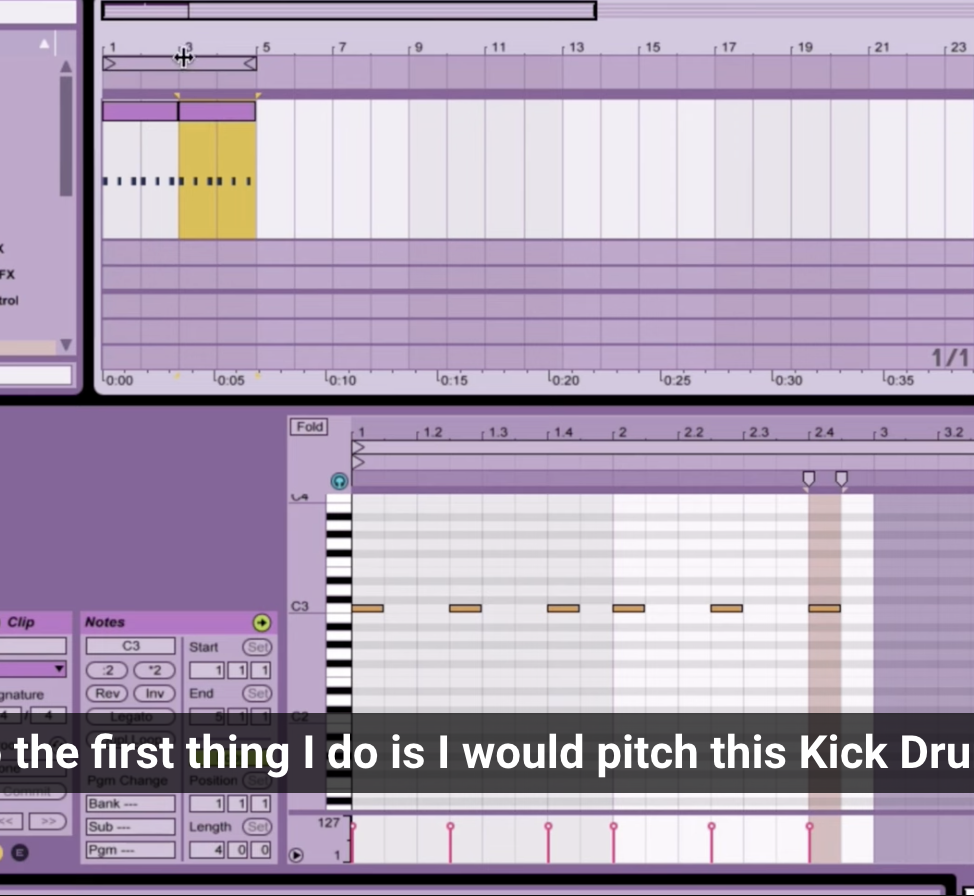 1 3 5 7 9 11 13 15 17 19 21 23
X
FX
trol
1/1
0:00 0:05 0:10 0:15 0:20 0:25 0:30 0:35
Fold
1 1.2 1.3 1.4 2 2.2 2.3 2.4 3 3.2
C4
C3
Clip
Notes
C3
Start Set
:2 *2
1 1 1
gnature
Rev Inv
End Set
4 / 4
Legato
5 1 1
C2
the first thing I do is I would pitch this Kick Dru
one
Pgm Change
Position Set
Commit
Bank ---
1 1 1
<< >>
Sub ---
Length Set
127
E
Pgm ---
4 0 0
1